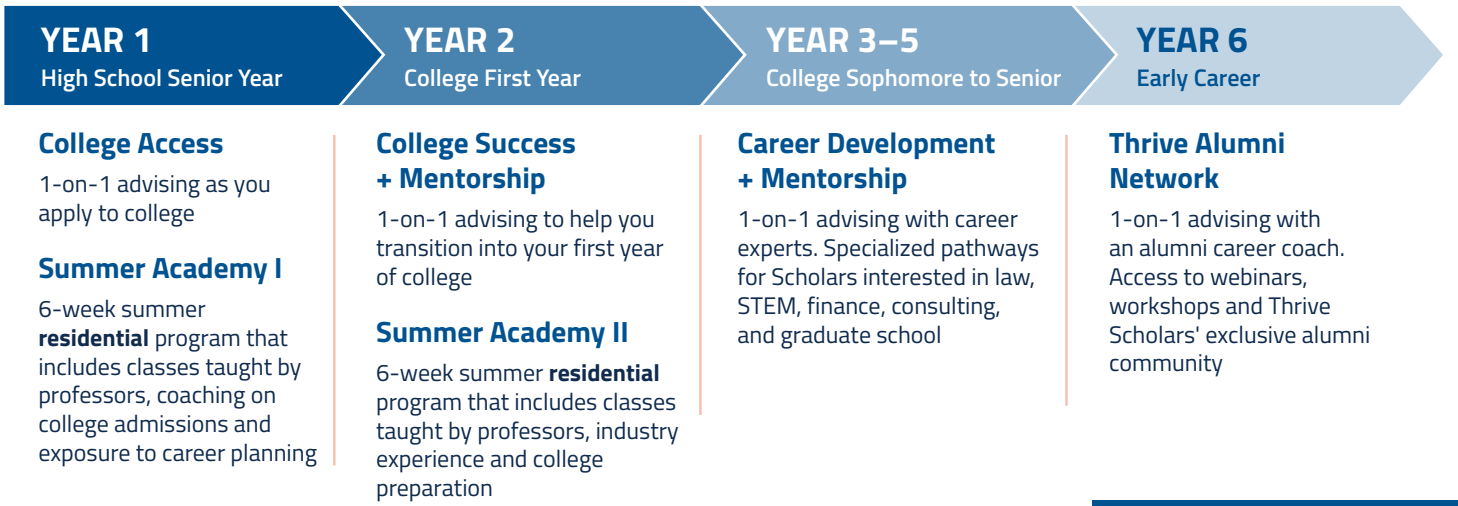 YEAR 1
High School Senior Year
YEAR 2
College First Year
YEAR 3–5
College Sophomore to Senior
YEAR 6
Early Career
College Access
1-on-1 advising as you
apply to college
Summer Academy I
6-week summer
residential program that
includes classes taught by
professors, coaching on
college admissions and
exposure to career planning
College Success
+ Mentorship
1-on-1 advising to help you
transition into your first year
of college
Summer Academy II
6-week summer residential
program that includes classes
taught by professors, industry
experience and college
preparation
Career Development
+ Mentorship
1-on-1 advising with career
experts. Specialized pathways
for Scholars interested in law,
STEM, finance, consulting,
and graduate school
Thrive Alumni
Network
1-on-1 advising with
an alumni career coach.
Access to webinars,
workshops and Thrive
Scholars' exclusive alumni
community